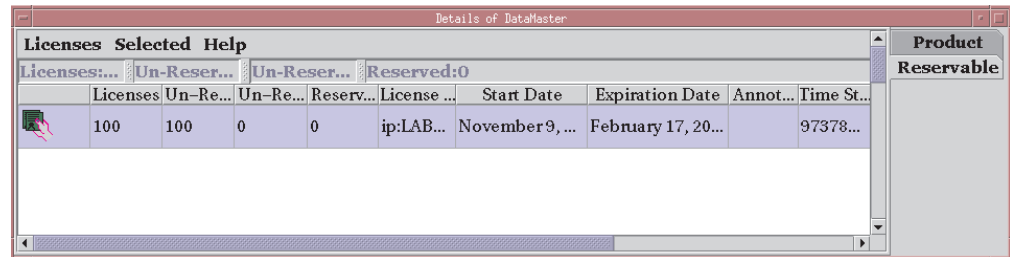 Details of DataMaster
Licenses Selected Help
Product
Reservable
Licenses:... Un-Reser... Un-Reser... Reserved:0
Licenses Un-Re... Un-Re... Reserv... License ... Start Date Expiration Date Annot... Time St...
100 100 0 0 ip:LAB... November 9, ... February 17, 20... 97378...